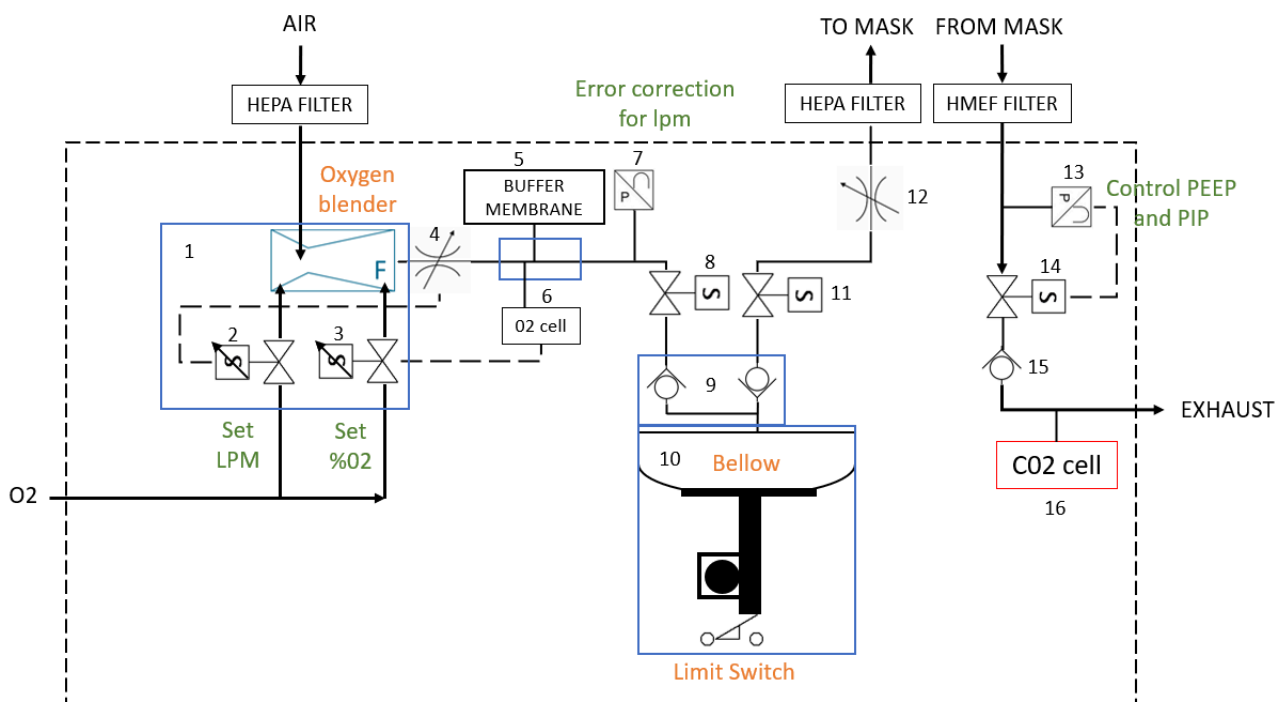 AIR
TO MASK
FROM MASK
HEPA FILTER
Error correction
for lpm
HEPA FILTER
HMEF FILTER
Oxygen
blender
5
BUFFER
MEMBRANE
7
P
13
P
Control PEEP
and PIP
12
1
4
F
8
S
11
S
14
S
6
02 cell
2
S
3
S
9
15
Set
LPM
Set
%02
EXHAUST
10
Bellow
C02 cell
16
O2
Limit Switch